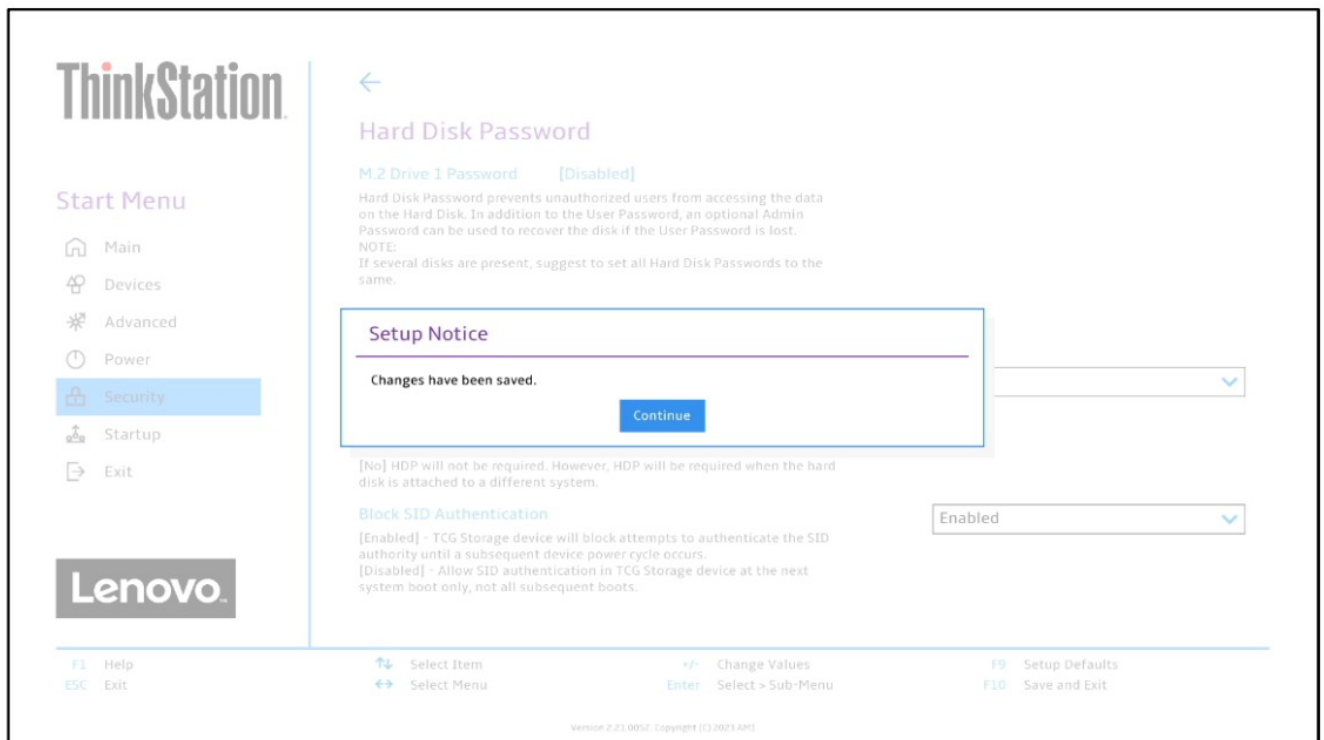 ThinkStation
Start Menu
Main
Devices
Advanced
Power
Security
Startup
Exit
Lenovo
Hard Disk Password
M.2 Drive 1 Password [Disabled]
Hard Disk Password prevents unauthorized users from accessing the data
on the Hard Disk. In addition to the User Password, an optional Admin
Password can be used to recover the disk if the User Password is lost.
NOTE:
If several disks are present, suggest to set all Hard Disk Passwords to the
same.
Setup Notice
Changes have been saved.
Continue
[No] HDP will not be required. However, HDP will be required when the hard
disk is attached to a different system.
Block SID Authentication
Enabled
[Enabled] - TCG Storage device will block attempts to authenticate the SID
authority until a subsequent device power cycle occurs.
[Disabled] - Allow SID authentication in TCG Storage device at the next
system boot only, not all subsequent boots.
F1 Help
ESC Exit
↑↓ Select Item
↔ Select Menu
+/- Change Values
Enter Select > Sub-Menu
F9 Setup Defaults
F10 Save and Exit
Version 2.21.0052. Copyright (C) 2023 AMI